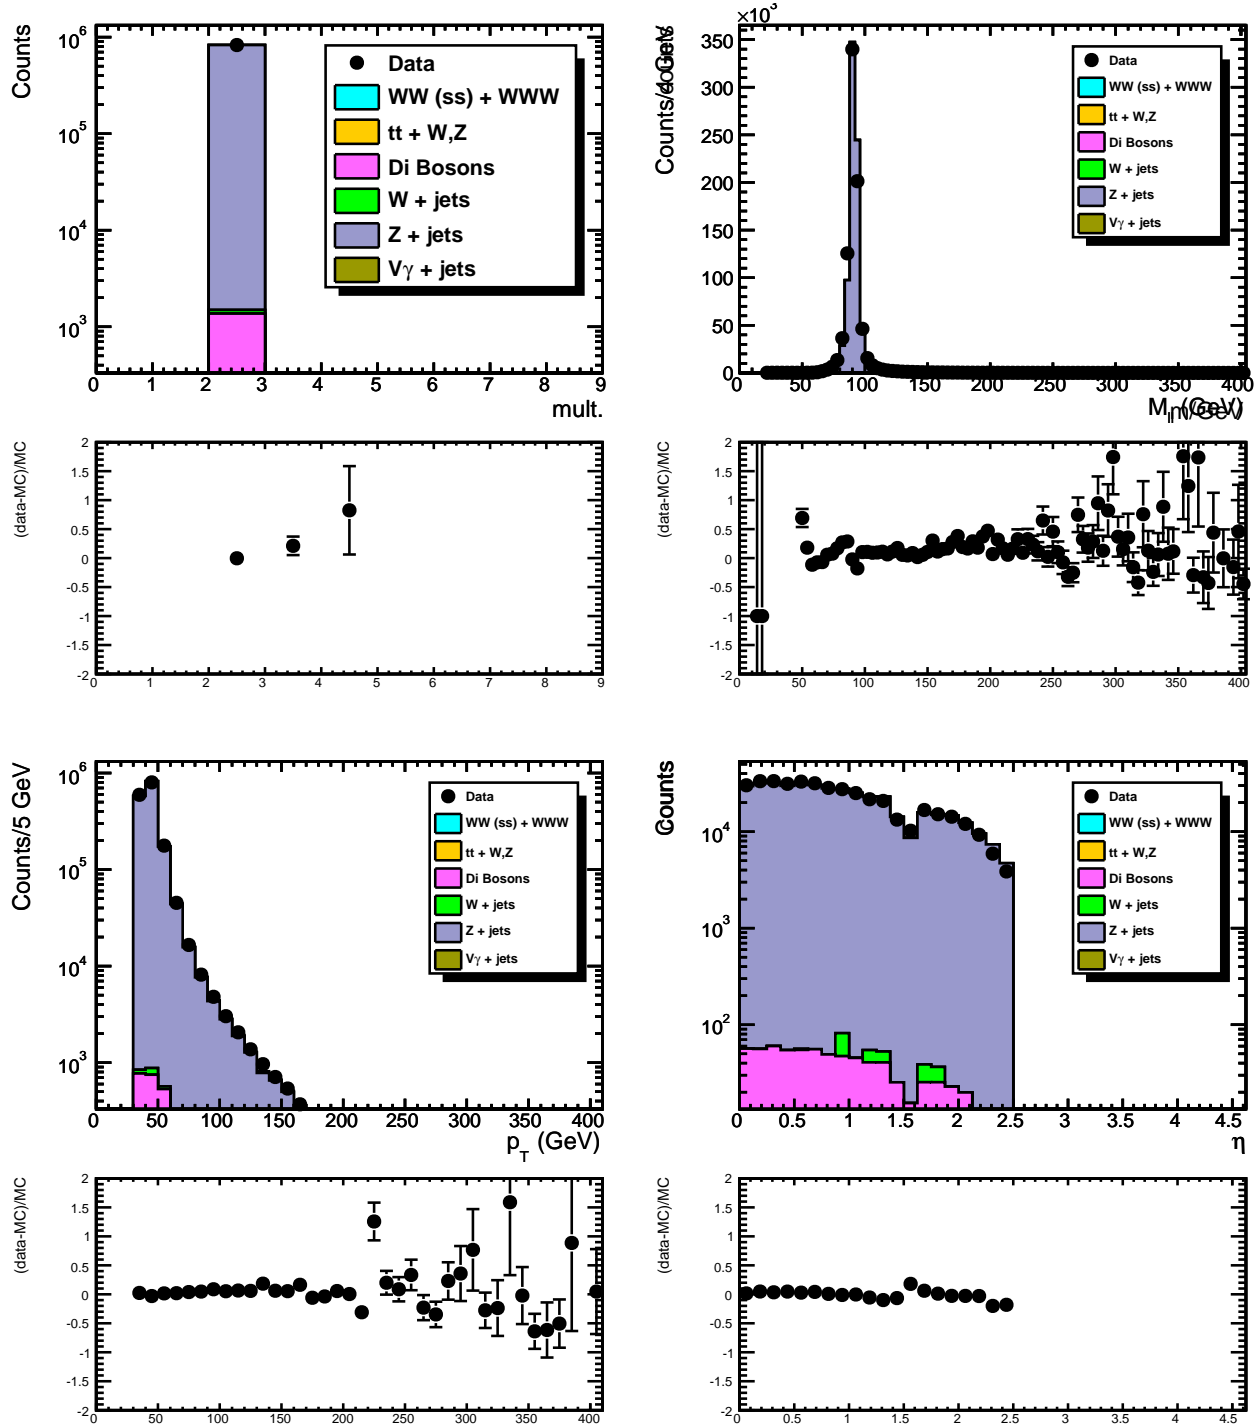 Counts
10^6
10^5
10^4
10^3
Data
WW (ss) + WWW
tt + W,Z
Di Bosons
W + jets
Z + jets
Vγ + jets
0 1 2 3 4 5 6 7 8 9
mult.
×10^3
350
300
250
200
150
100
50
0
Data
WW (ss) + WWW
tt + W,Z
Di Bosons
W + jets
Z + jets
Vγ + jets
0 50 100 150 200 250 300 350 400
(data-MC)/MC
2
1.5
1
0.5
0
-0.5
-1
-1.5
-2
0 1 2 3 4 5 6 7 8 9
(data-MC)/MC
2
1.5
1
0.5
0
-0.5
-1
-1.5
-2
0 50 100 150 200 250 300 350 400
Counts/5 GeV
10^6
10^5
10^4
10^3
Data
WW (ss) + WWW
tt + W,Z
Di Bosons
W + jets
Z + jets
Vγ + jets
0 50 100 150 200 250 300 350 400
p_T (GeV)
Counts
10^4
10^3
10^2
Data
WW (ss) + WWW
tt + W,Z
Di Bosons
W + jets
Z + jets
Vγ + jets
0 0.5 1 1.5 2 2.5 3 3.5 4 4.5
η
(data-MC)/MC
2
1.5
1
0.5
0
-0.5
-1
-1.5
-2
0 50 100 150 200 250 300 350 400
(data-MC)/MC
2
1.5
1
0.5
0
-0.5
-1
-1.5
-2
0 0.5 1 1.5 2 2.5 3 3.5 4 4.5